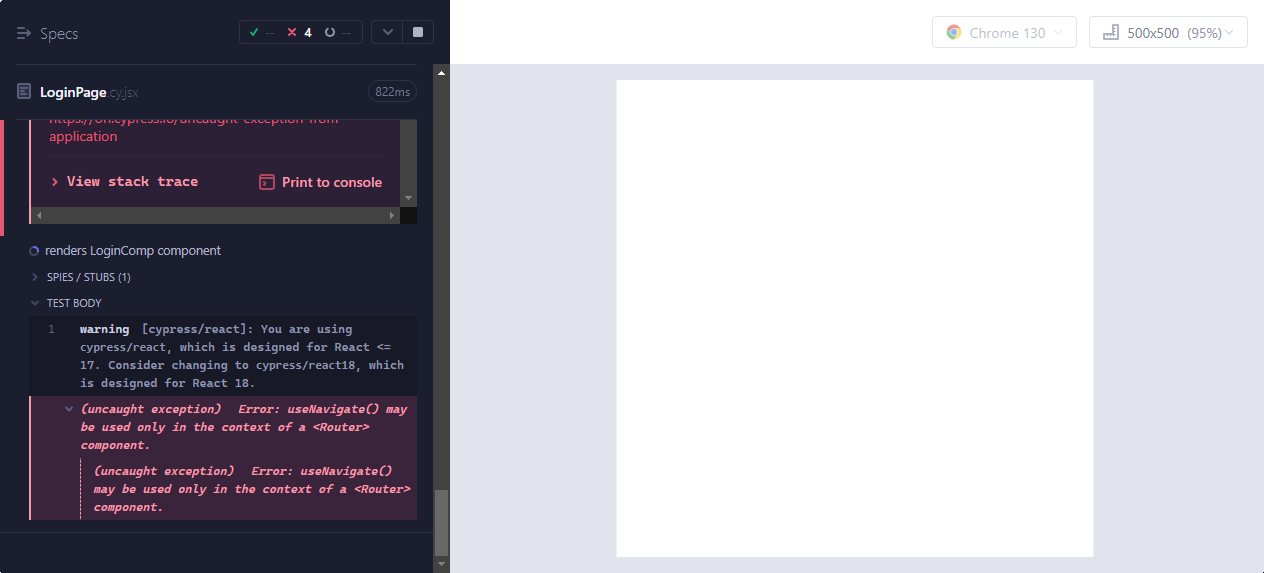 Specs
-- 4 --
Chrome 130
500x500 (95%)
LoginPage.cy.jsx
822ms
https://on.cypress.io/uncaught-exception-from-
application
View stack trace
Print to console
renders LoginComp component
SPIES / STUBS (1)
TEST BODY
1 warning [cypress/react]: You are using
cypress/react, which is designed for React <=
17. Consider changing to cypress/react18, which
is designed for React 18.
(uncaught exception) Error: useNavigate() may
be used only in the context of a <Router>
component.
(uncaught exception) Error: useNavigate()
may be used only in the context of a <Router>
component.